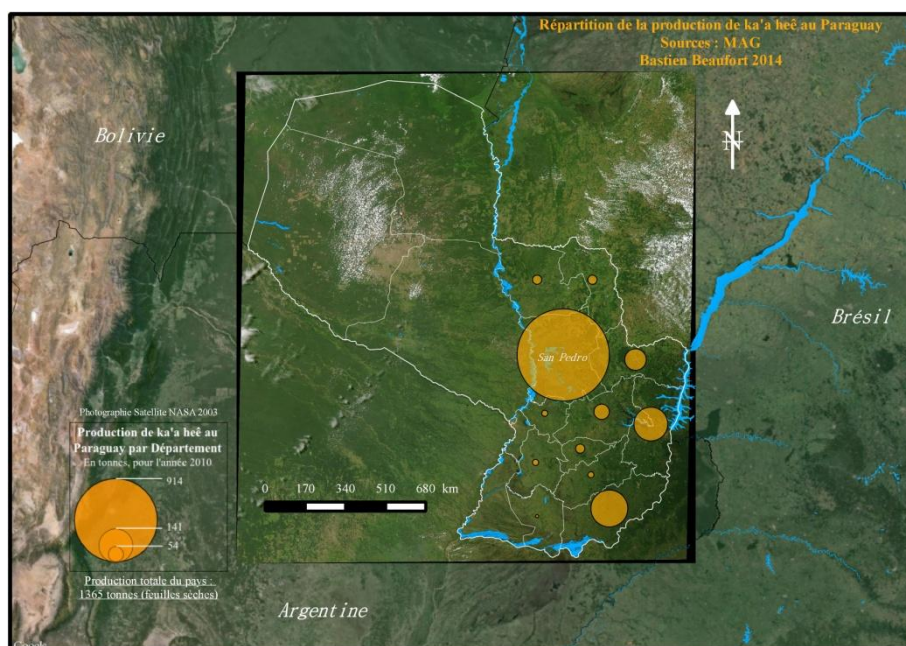 Répartition de la production de ka'a heê au Paraguay
Sources : MAG
Bastien Beaufort 2014
Bolivie
N
Brésil
San Pedro
Photographie Satellite NASA 2003
Production de ka'a heê au
Paraguay par Département
En tonnes, pour l'année 2010
914
141
54
Production totale du pays :
1365 tonnes (feuilles sèches)
0 170 340 510 680 km
Argentine